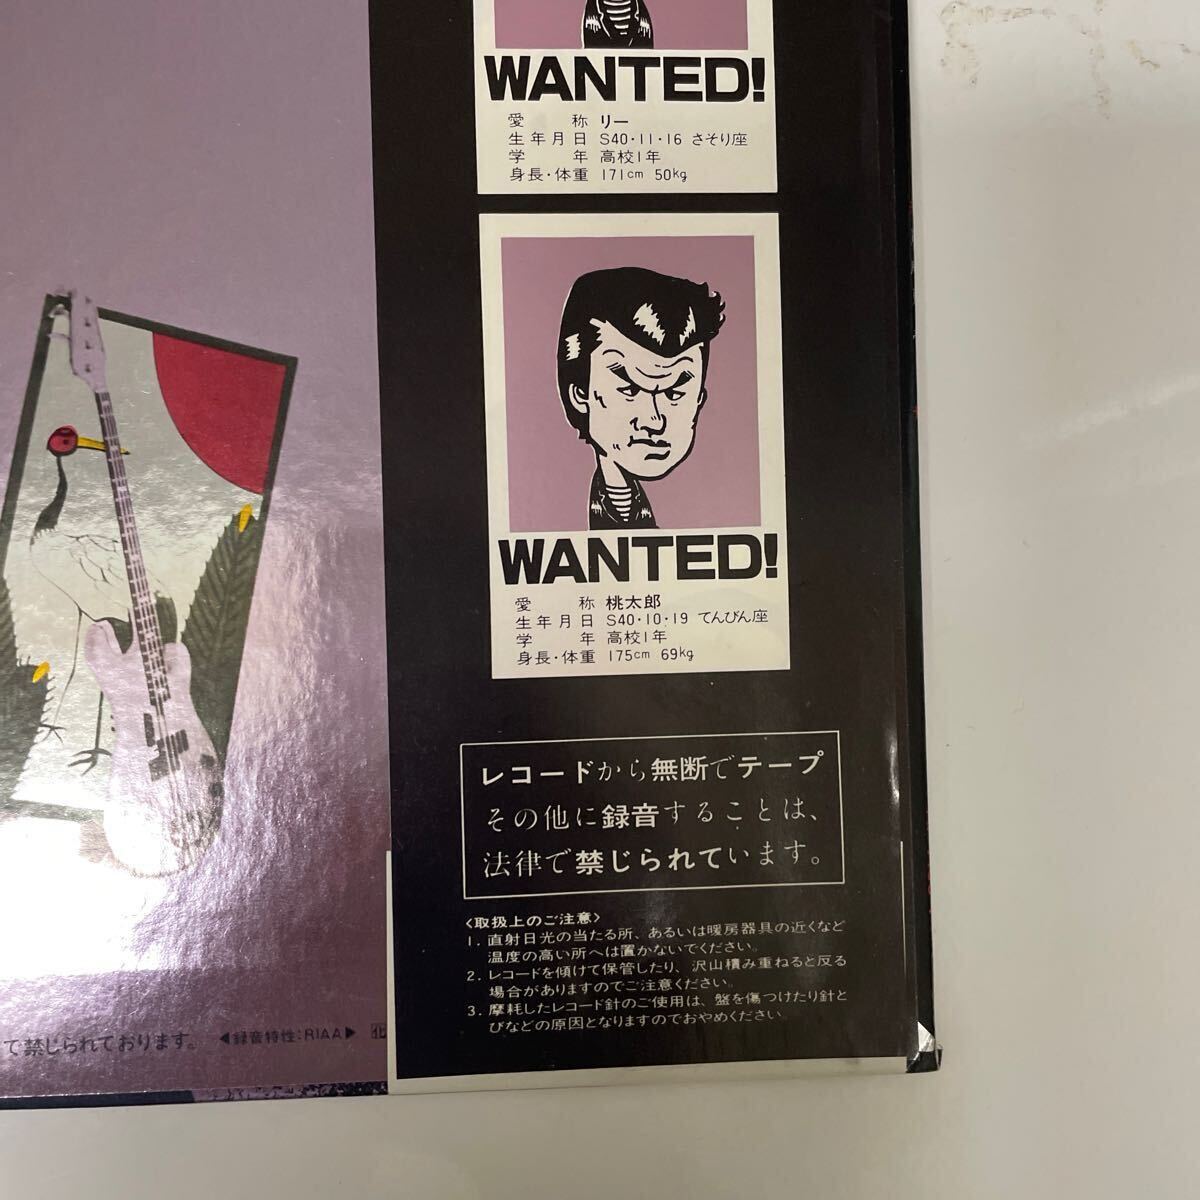 WANTED!
愛称 リー
生年月日 S40・11・16 さそり座
学年 高校1年
身長・体重 171cm 50kg
WANTED!
愛称 桃太郎
生年月日 S40・10・19 てんびん座
学年 高校1年
身長・体重 175cm 69kg
レコードから無断でテープ
その他に録音することは、
法律で禁じられています。
<取扱上のご注意>
1. 直射日光の当たる所、あるいは暖房器具の近くなど
温度の高い所へは置かないでください。
2. レコードを傾けて保管したり、沢山積み重ねると反る
場合がありますのでご注意ください。
3. 摩耗したレコード針のご使用は、盤を傷つけたり針と
びなどの原因となりますのでおやめください
て禁じられております。 ◀録音特性:RIAA▶